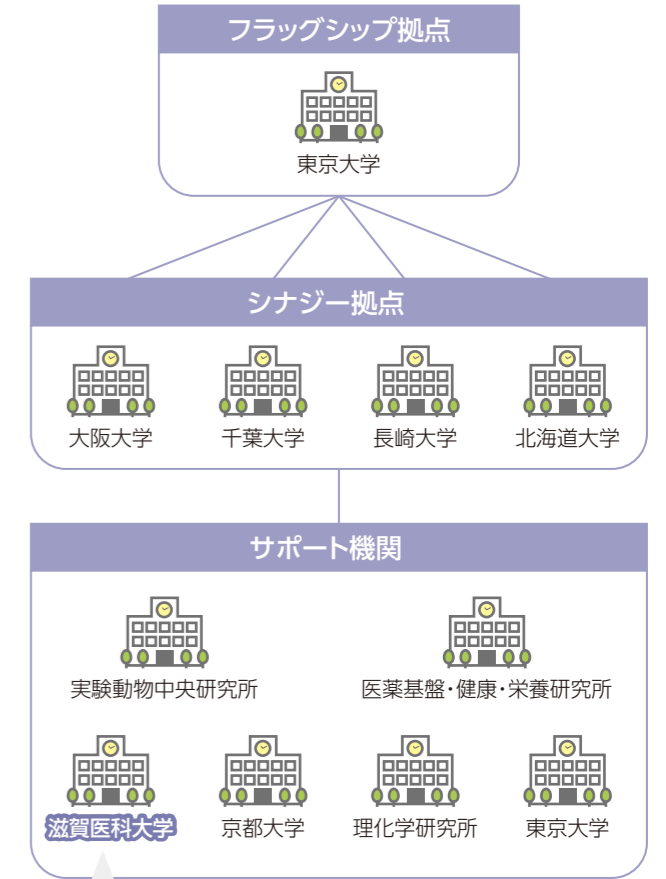 フラッグシップ拠点
東京大学
シナジー拠点
大阪大学
千葉大学
長崎大学
北海道大学
サポート機関
実験動物中央研究所
医薬基盤・健康・栄養研究所
滋賀医科大学
京都大学
理化学研究所
東京大学